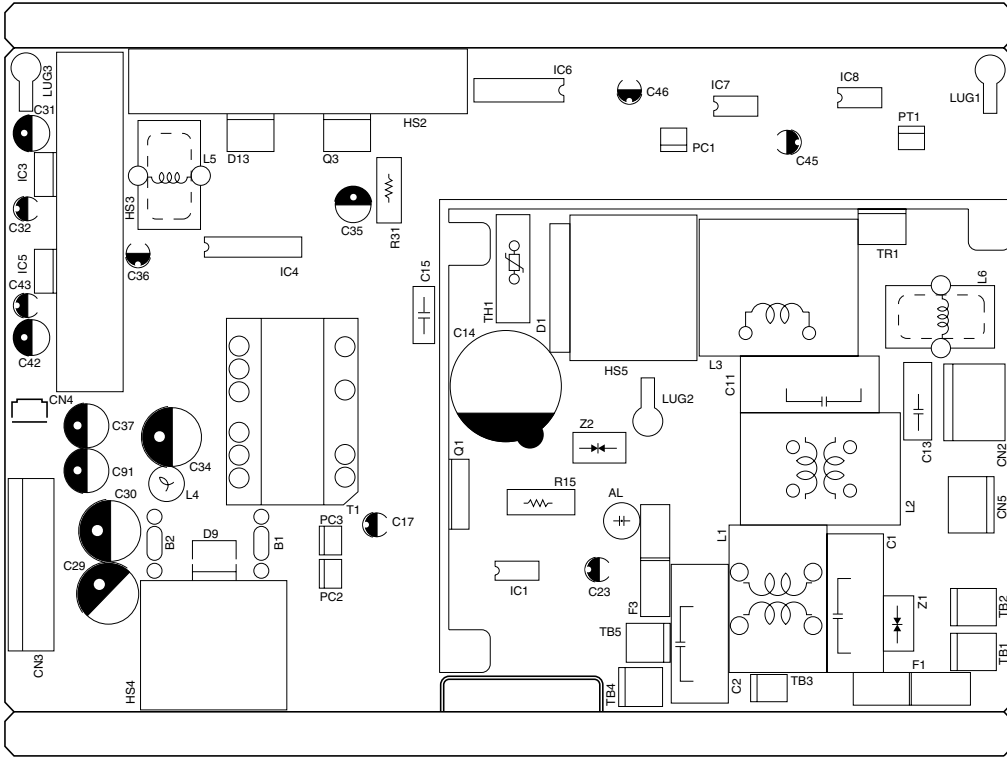 LUG3
C31
IC3
C32
IC5
C43
C42
CN4
HS3
L5
D13
Q3
HS2
R31
C35
C36
IC4
IC6
C46
IC7
IC8
LUG1
PC1
C45
PT1
C15
TH1
D1
HS5
L3
TR1
L6
C14
C11
LUG2
Z2
C13
CN2
Q1
R15
AL
L1
L2
C1
CN5
C37
C91
C34
L4
C30
C29
B2
D9
B1
T1
PC3
PC2
C17
CN3
HS4
IC1
C23
F3
TB5
TB4
C2
TB3
Z1
F1
TB2
TB1